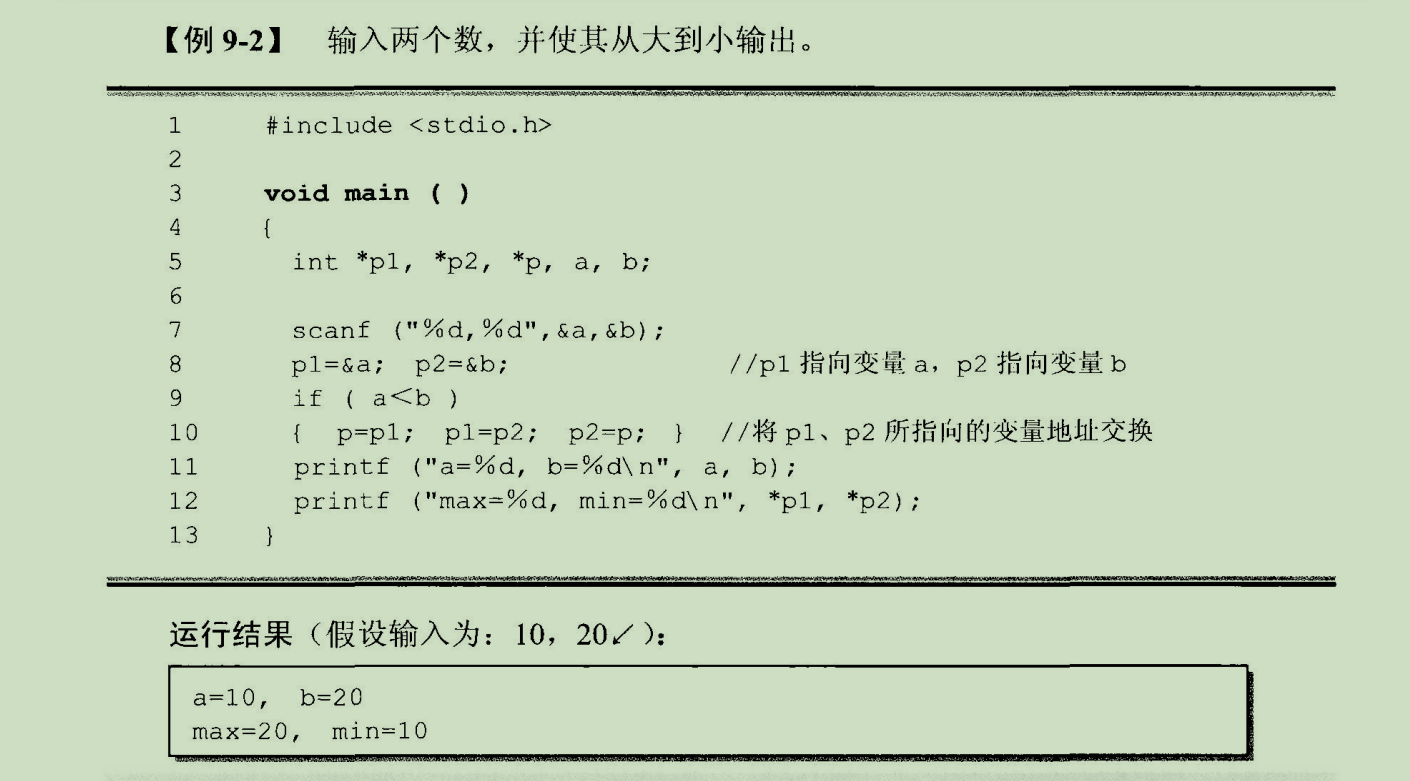 【例 9-2】 输入两个数，并使其从大到小输出。
1 #include <stdio.h>
2
3 void main ( )
4 {
5 int *p1, *p2, *p, a, b;
6
7 scanf ("%d,%d",&a,&b);
8 p1=&a; p2=&b; //p1 指向变量 a，p2 指向变量 b
9 if ( a<b )
10 { p=p1; p1=p2; p2=p; } //将 p1、p2 所指向的变量地址交换
11 printf ("a=%d, b=%d\n", a, b);
12 printf ("max=%d, min=%d\n", *p1, *p2);
13 }
运行结果（假设输入为：10，20↙）：
a=10, b=20
max=20, min=10